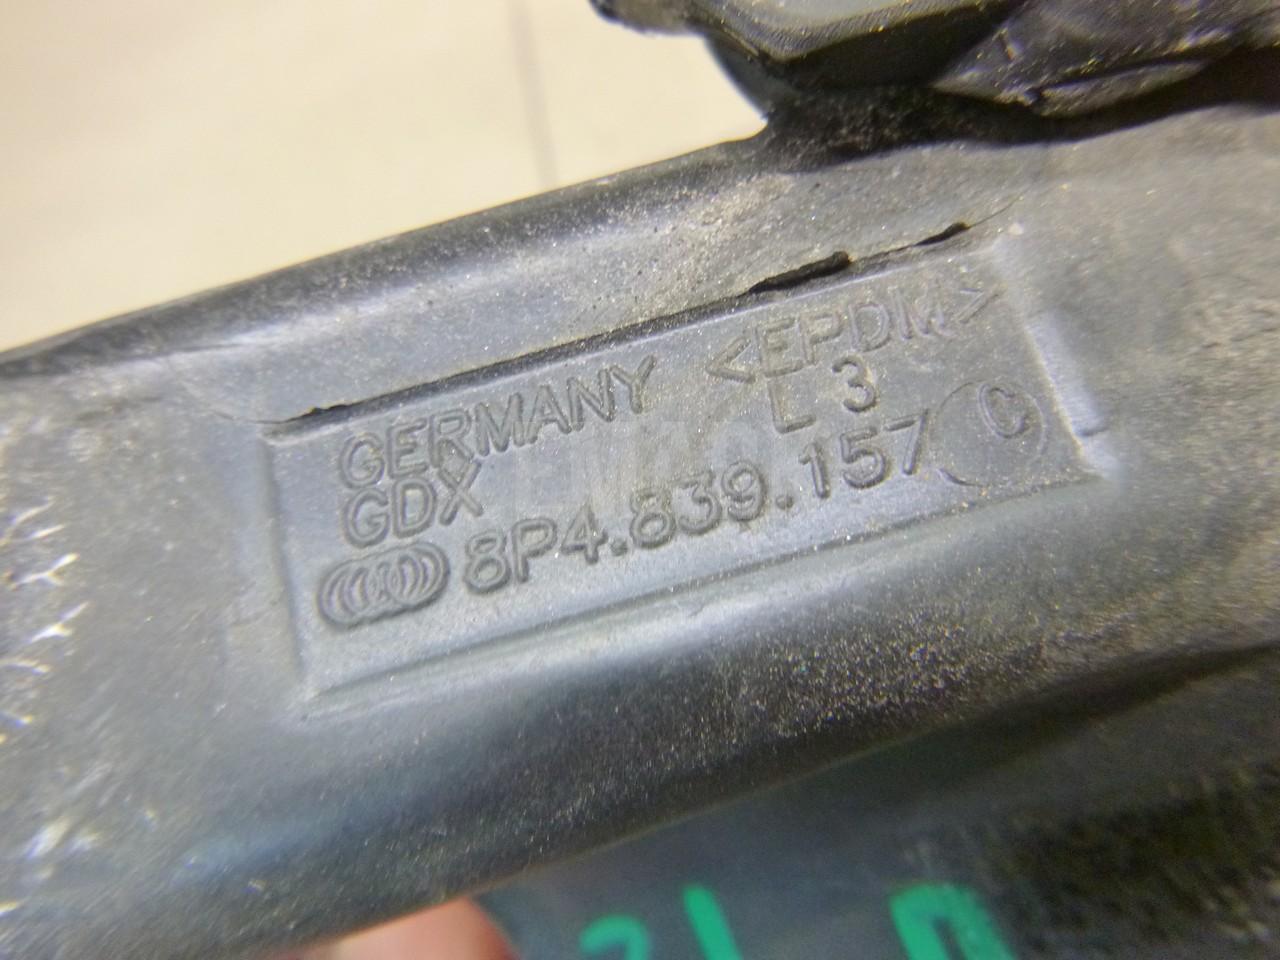 GERMANY <EPDM>
GDX L 3
8P4.839.157 C